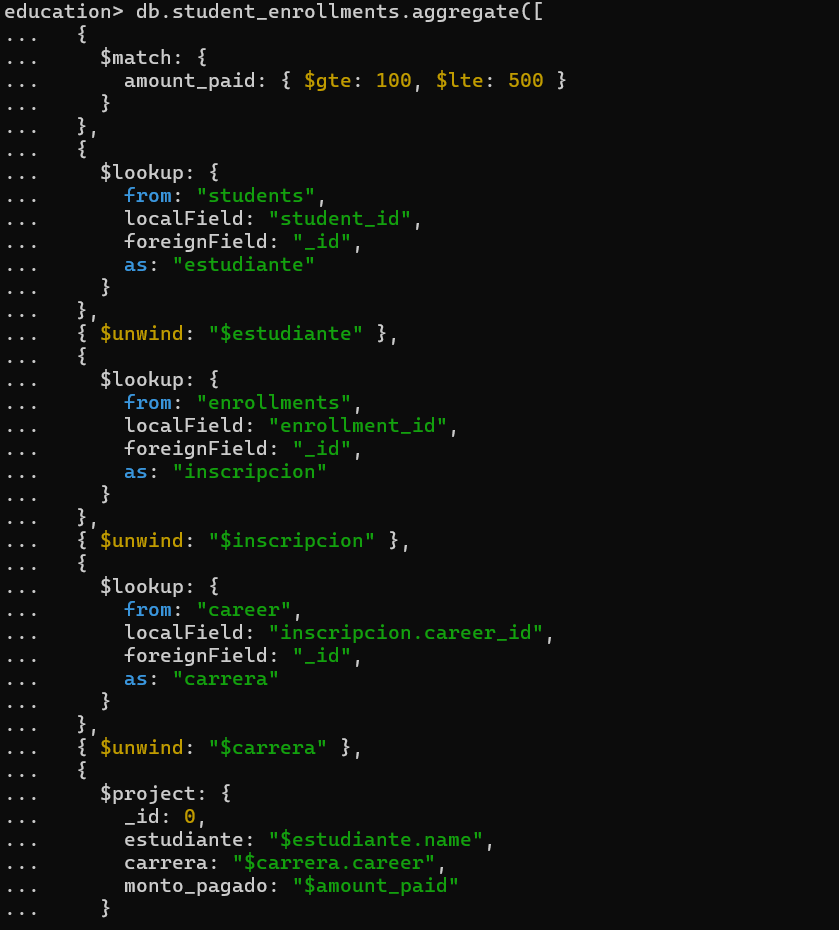 education> db.student_enrollments.aggregate([
...   {
...     $match: {
...       amount_paid: { $gte: 100, $lte: 500 }
...     }
...   },
...   {
...     $lookup: {
...       from: "students",
...       localField: "student_id",
...       foreignField: "_id",
...       as: "estudiante"
...     }
...   },
...   { $unwind: "$estudiante" },
...   {
...     $lookup: {
...       from: "enrollments",
...       localField: "enrollment_id",
...       foreignField: "_id",
...       as: "inscripcion"
...     }
...   },
...   { $unwind: "$inscripcion" },
...   {
...     $lookup: {
...       from: "career",
...       localField: "inscripcion.career_id",
...       foreignField: "_id",
...       as: "carrera"
...     }
...   },
...   { $unwind: "$carrera" },
...   {
...     $project: {
...       _id: 0,
...       estudiante: "$estudiante.name",
...       carrera: "$carrera.career",
...       monto_pagado: "$amount_paid"
...     }